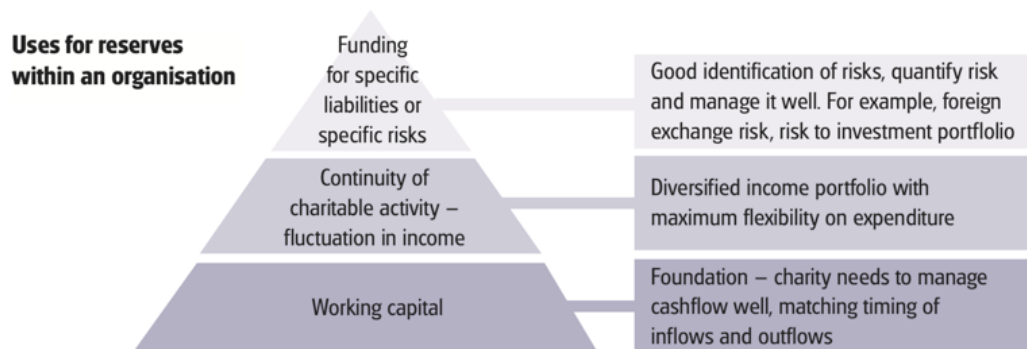 Uses for reserves
within an organisation
Funding
for specific
liabilities or
specific risks
Good identification of risks, quantify risk
and manage it well. For example, foreign
exchange risk, risk to investment portflolio
Continuity of
charitable activity –
fluctuation in income
Diversified income portfolio with
maximum flexibility on expenditure
Working capital
Foundation – charity needs to manage
cashflow well, matching timing of
inflows and outflows